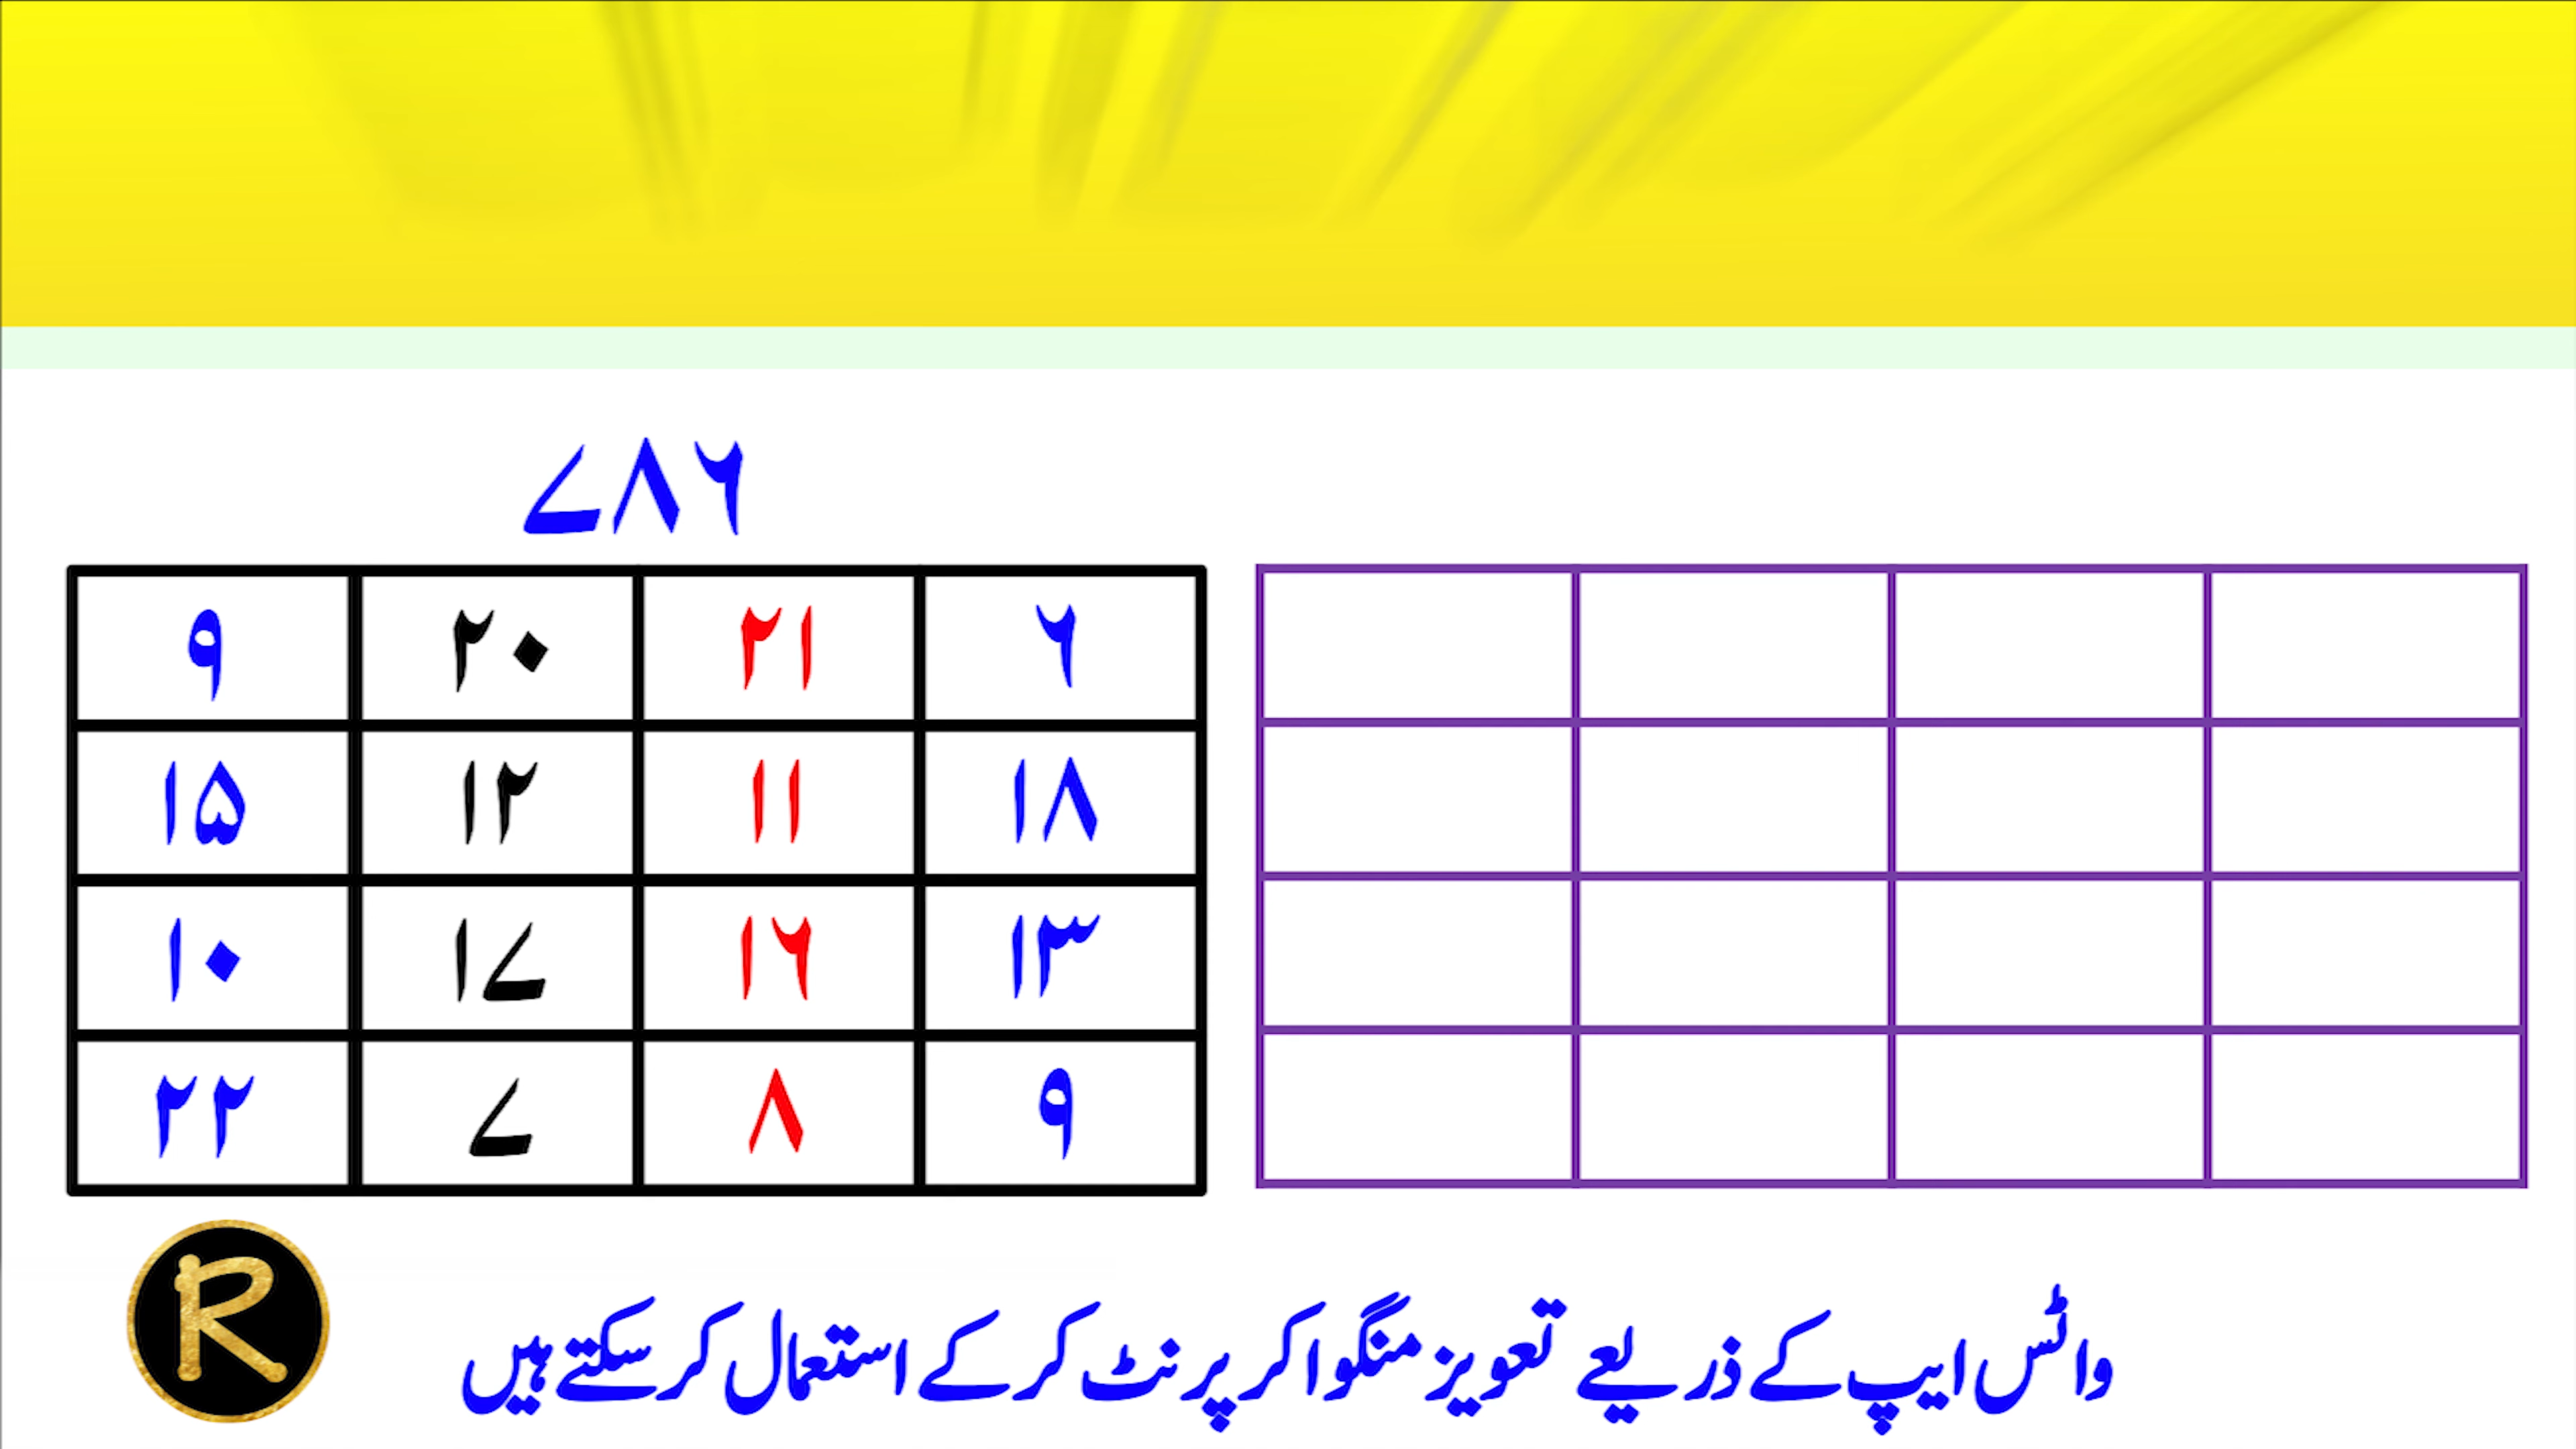 ۷۸۶
۹ ۲۰ ۲۱ ۶
۱۵ ۱۲ ۱۱ ۱۸
۱۰ ۱۷ ۱۶ ۱۳
۲۲ ۷ ۸ ۹
R
واٹس ایپ کے ذریعے تعویز منگوا کر پرنٹ کر کے استعمال کر سکتے ہیں